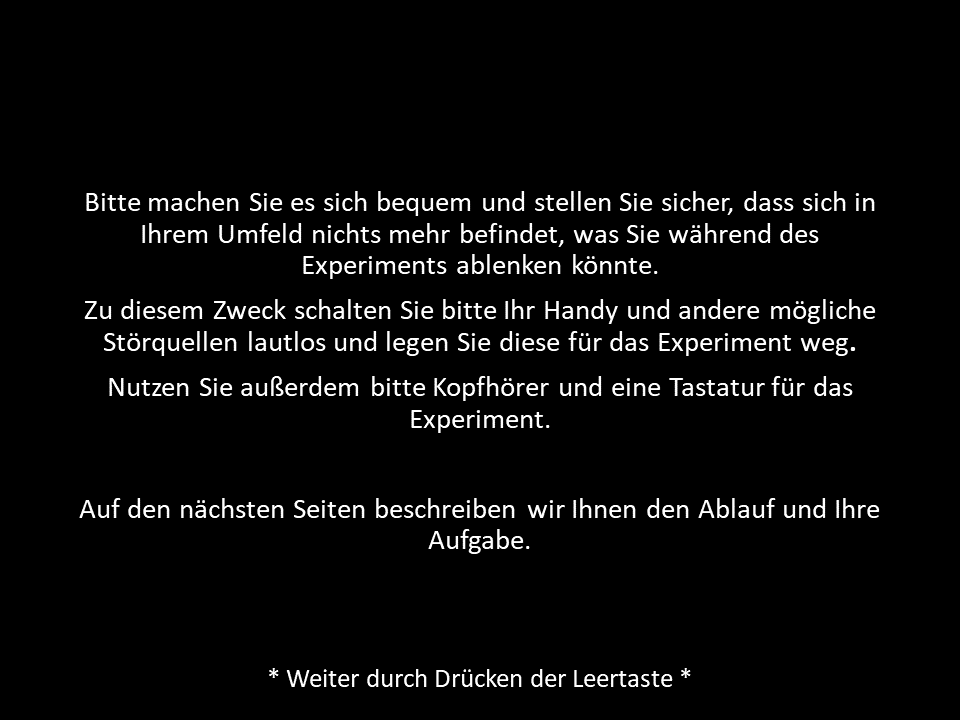 Bitte machen Sie es sich bequem und stellen Sie sicher, dass sich in
Ihrem Umfeld nichts mehr befindet, was Sie während des
Experiments ablenken könnte.
Zu diesem Zweck schalten Sie bitte Ihr Handy und andere mögliche
Störquellen lautlos und legen Sie diese für das Experiment weg.
Nutzen Sie außerdem bitte Kopfhörer und eine Tastatur für das
Experiment.
Auf den nächsten Seiten beschreiben wir Ihnen den Ablauf und Ihre
Aufgabe.
* Weiter durch Drücken der Leertaste *